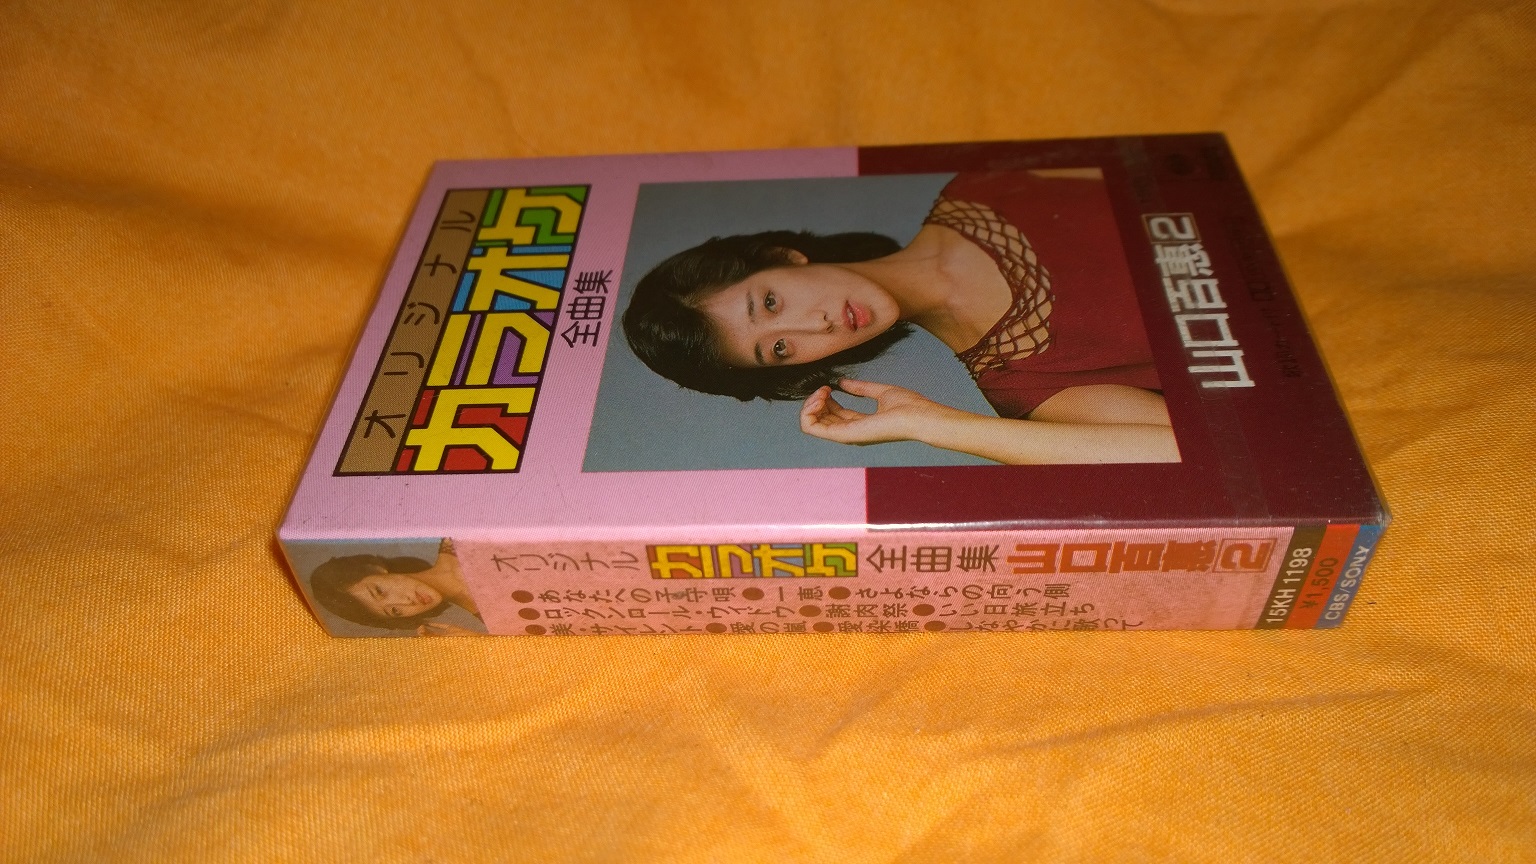 オリジナル
カラオケ
全曲集
山口百惠2
オリジナル カラオケ 全曲集 山口百惠2
●あなたへの子守唄●一恵●さよならの向う側
●ロックンロール・ウイドウ●謝肉祭●いい日旅立ち
●美・サイレント●愛の嵐●愛染橋●しなやかに歌って
15KH 1198
¥1,500
CBS/SONY